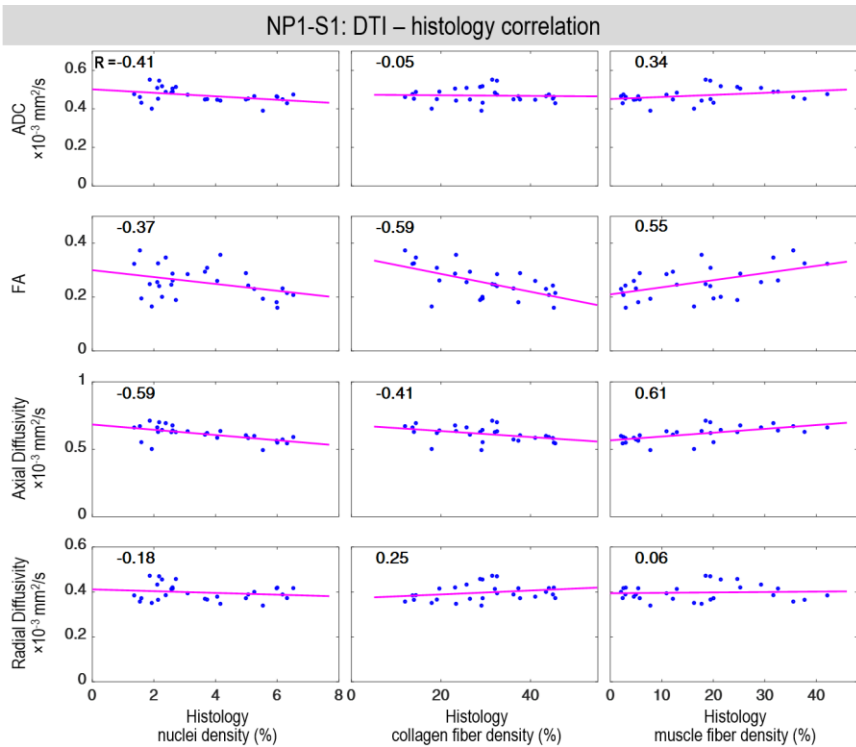 NP1-S1: DTI – histology correlation
ADC
×10⁻³ mm²/s
0.6
0.4
0.2
0
R = -0.41
-0.05
0.34
FA
0.4
0.2
0
-0.37
-0.59
0.55
Axial Diffusivity
×10⁻³ mm²/s
1
0.5
0
-0.59
-0.41
0.61
Radial Diffusivity
×10⁻³ mm²/s
0.6
0.4
0.2
0
-0.18
0.25
0.06
0 2 4 6 8
0 20 40
0 10 20 30 40
Histology
nuclei density (%)
Histology
collagen fiber density (%)
Histology
muscle fiber density (%)